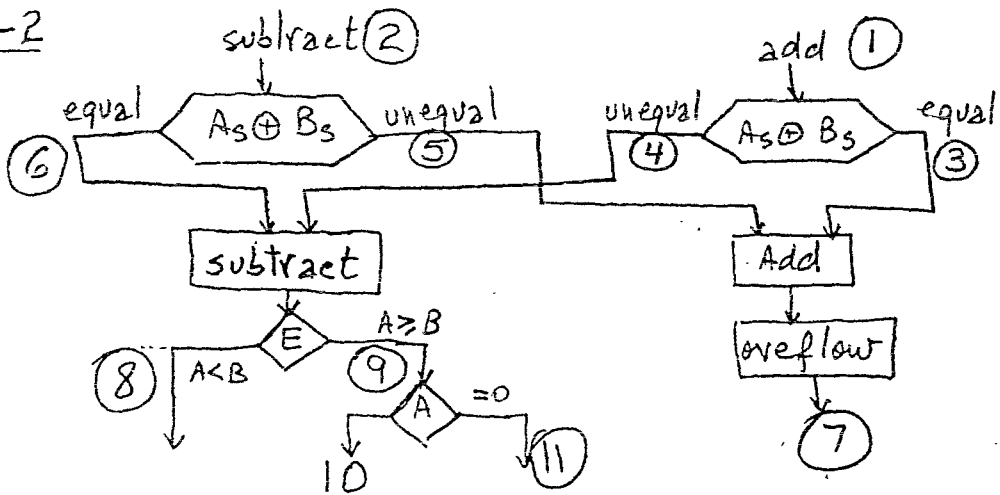 -2
subtract 2
add 1
equal
As ⊕ Bs
unequal
unequal
As ⊕ Bs
equal
6
5
4
3
subtract
Add
E
A≥B
oveflow
8
A<B
9
A
=0
7
10
11